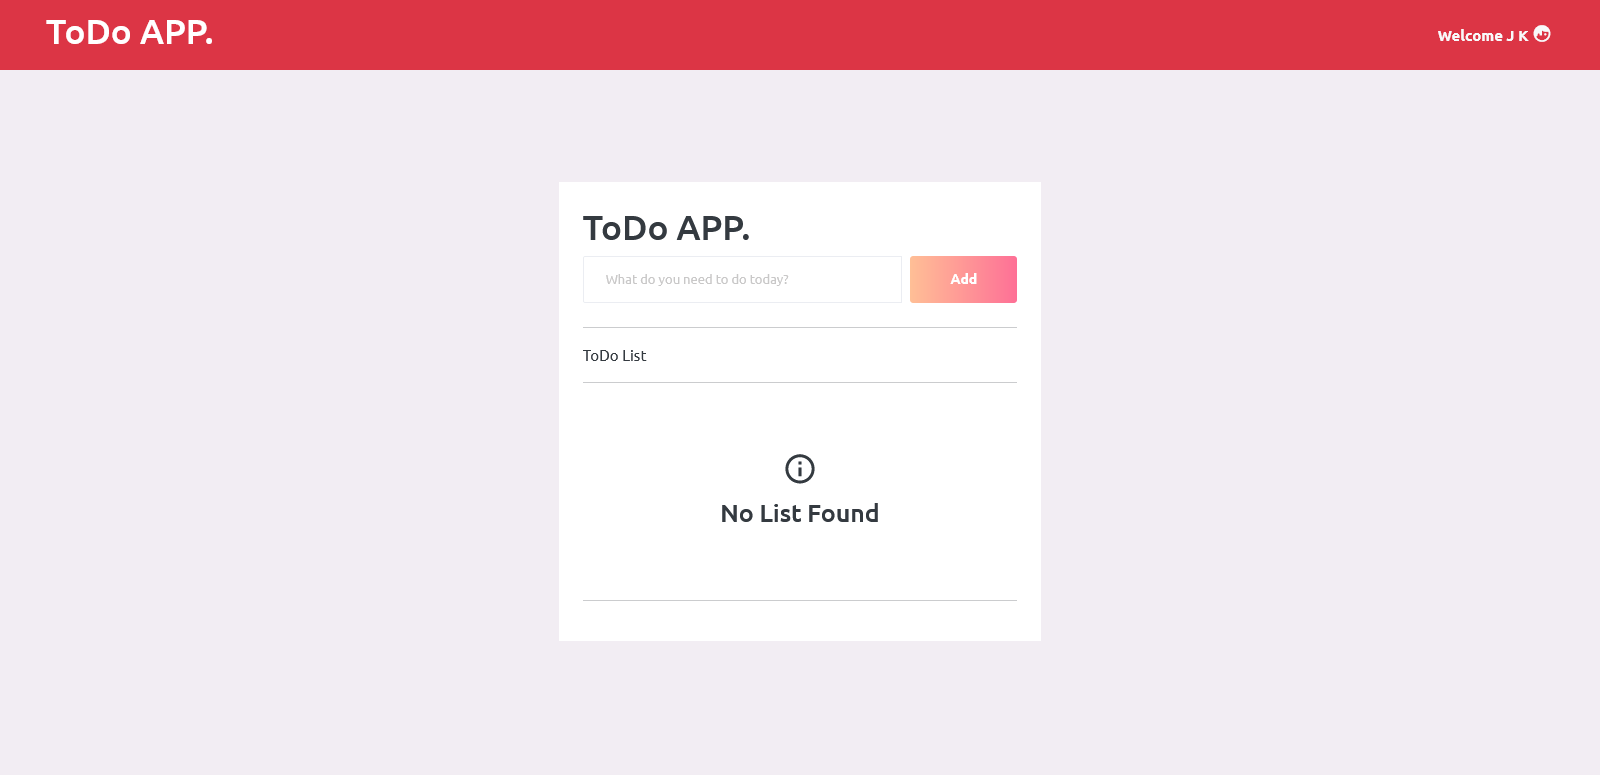 ToDo APP.
Welcome J K
ToDo APP.
What do you need to do today?
Add
ToDo List
No List Found